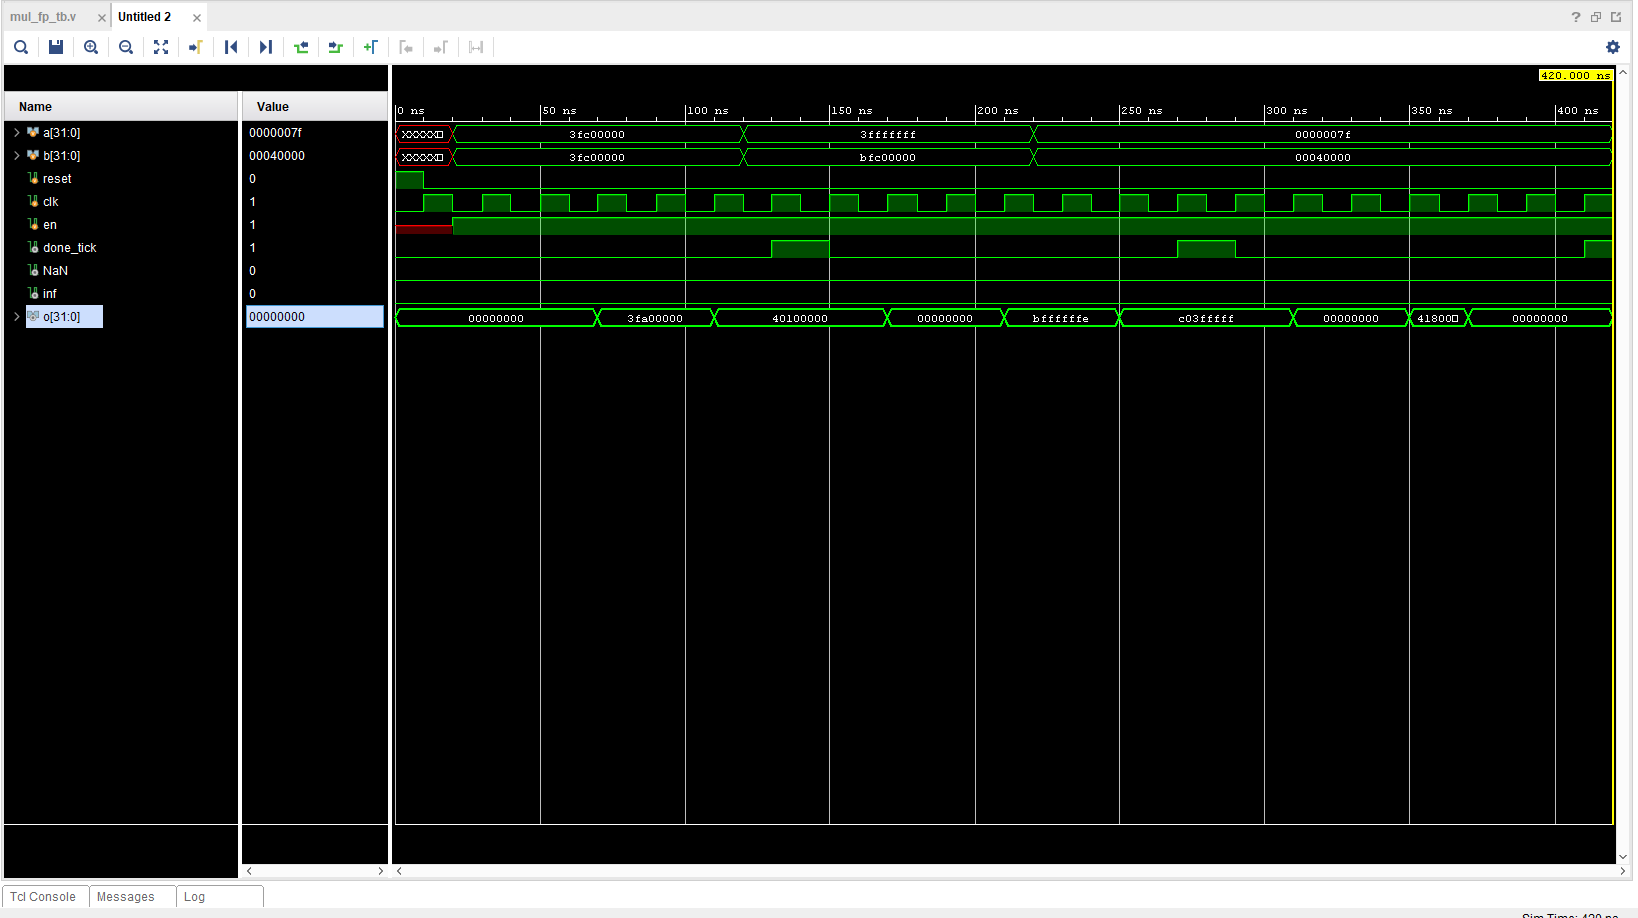 mul_fp_tb.v Untitled 2
420.000 ns
Name Value
0 ns 50 ns 100 ns 150 ns 200 ns 250 ns 300 ns 350 ns 400 ns
a[31:0] 0000007f XXXXX 3fc00000 3fffffff 0000007f
b[31:0] 00040000 XXXXX 3fc00000 bfc00000 00040000
reset 0
clk 1
en 1
done_tick 1
NaN 0
inf 0
o[31:0] 00000000 00000000 3fa00000 40100000 00000000 bffffffe c03fffff 00000000 41800 00000000
Tcl Console Messages Log
Sim Time: 420 ns